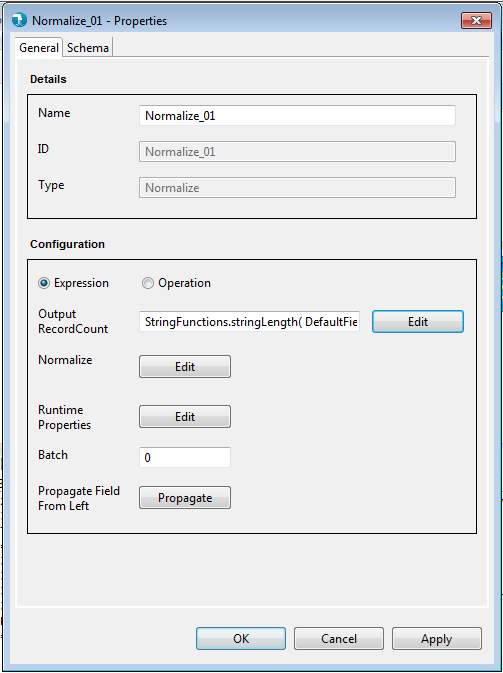 Normalize_01 - Properties
General Schema
Details
Name Normalize_01
ID Normalize_01
Type Normalize
Configuration
Expression Operation
Output
RecordCount StringFunctions.stringLength( DefaultFie Edit
Normalize Edit
Runtime
Properties Edit
Batch 0
Propagate Field
From Left Propagate
OK Cancel Apply